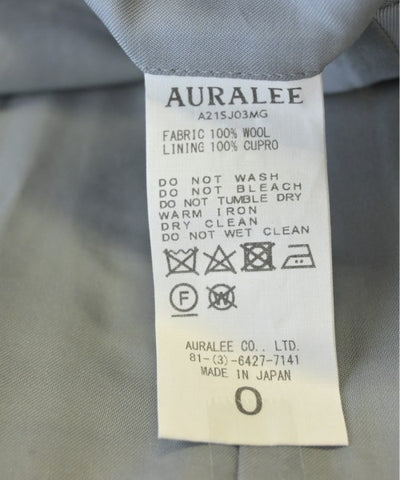 AURALEE
A21SJ03MG
FABRIC 100% WOOL
LINING 100% CUPRO
DO NOT WASH
DO NOT BLEACH
DO NOT TUMBLE DRY
WARM IRON
DRY CLEAN
DO NOT WET CLEAN
F W
AURALEE CO., LTD.
81-(3)-6427-7141
MADE IN JAPAN
0